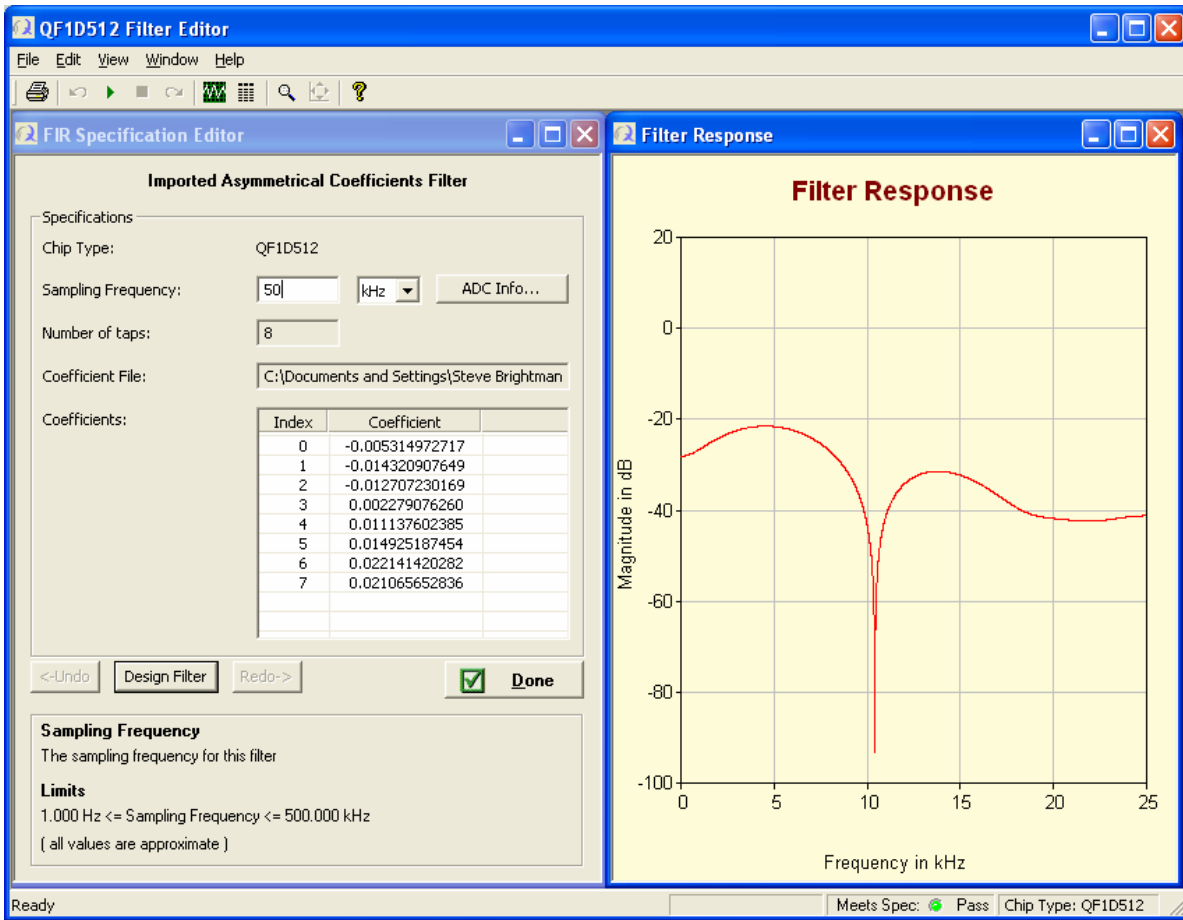 QF1D512 Filter Editor
File Edit View Window Help
FIR Specification Editor
Imported Asymmetrical Coefficients Filter
Specifications
Chip Type: QF1D512
Sampling Frequency: 50 kHz ADC Info...
Number of taps: 8
Coefficient File: C:\Documents and Settings\Steve Brightman
Coefficients:
Index Coefficient
0 -0.005314972717
1 -0.014320907649
2 -0.012707230169
3 0.002279076260
4 0.011137602385
5 0.014925187454
6 0.022141420282
7 0.021065652836
<-Undo Design Filter Redo-> Done
Sampling Frequency
The sampling frequency for this filter
Limits
1.000 Hz <= Sampling Frequency <= 500.000 kHz
( all values are approximate )
Filter Response
Filter Response
20
0
-20
-40
-60
-80
-100
Magnitude in dB
0 5 10 15 20 25
Frequency in kHz
Ready Meets Spec: Pass Chip Type: QF1D512